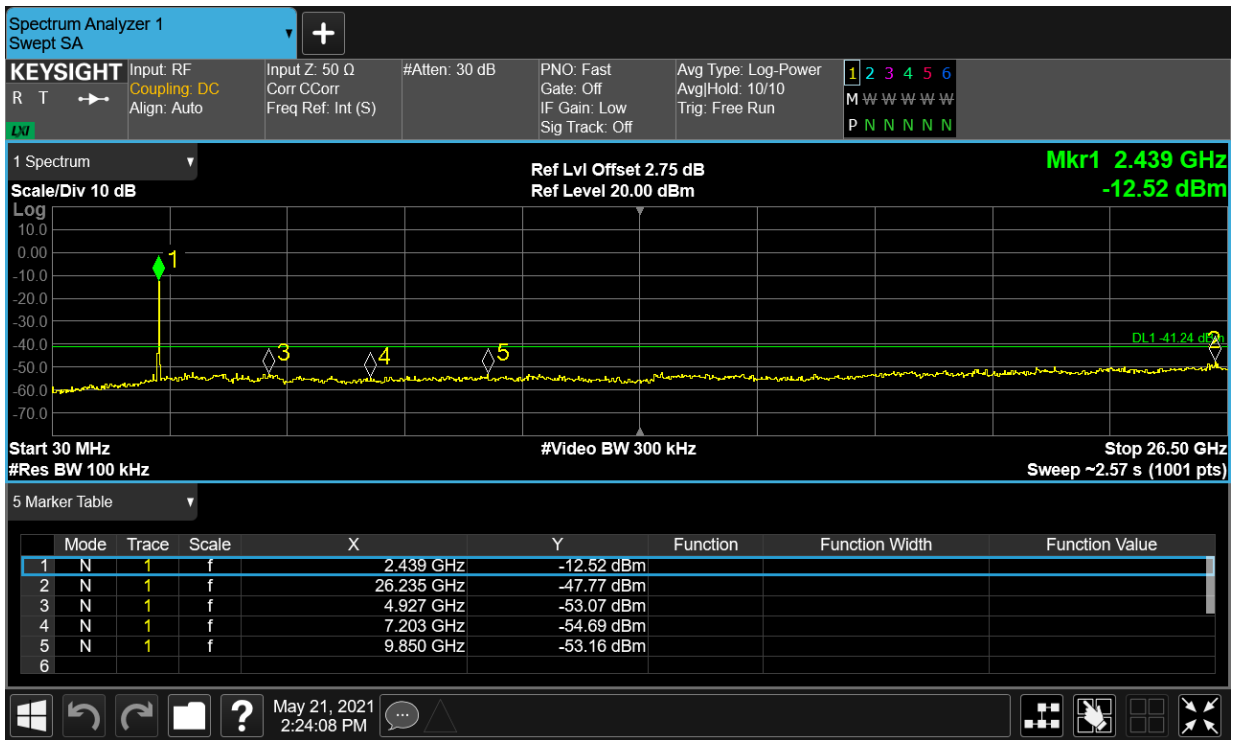 Spectrum Analyzer 1
Swept SA
KEYSIGHT
R T
LXI
Input: RF
Coupling: DC
Align: Auto
Input Z: 50 Ω
Corr CCorr
Freq Ref: Int (S)
#Atten: 30 dB
PNO: Fast
Gate: Off
IF Gain: Low
Sig Track: Off
Avg Type: Log-Power
Avg|Hold: 10/10
Trig: Free Run
1 2 3 4 5 6
M W W W W W
P N N N N N
1 Spectrum
Scale/Div 10 dB
Ref Lvl Offset 2.75 dB
Ref Level 20.00 dBm
Mkr1 2.439 GHz
-12.52 dBm
Log
10.0
0.00
-10.0
-20.0
-30.0
-40.0
-50.0
-60.0
-70.0
1
3
4
5
2
DL1 -41.24 dBm
Start 30 MHz
#Res BW 100 kHz
#Video BW 300 kHz
Stop 26.50 GHz
Sweep ~2.57 s (1001 pts)
5 Marker Table
Mode Trace Scale X Y Function Function Width Function Value
1 N 1 f 2.439 GHz -12.52 dBm
2 N 1 f 26.235 GHz -47.77 dBm
3 N 1 f 4.927 GHz -53.07 dBm
4 N 1 f 7.203 GHz -54.69 dBm
5 N 1 f 9.850 GHz -53.16 dBm
6
?
May 21, 2021
2:24:08 PM